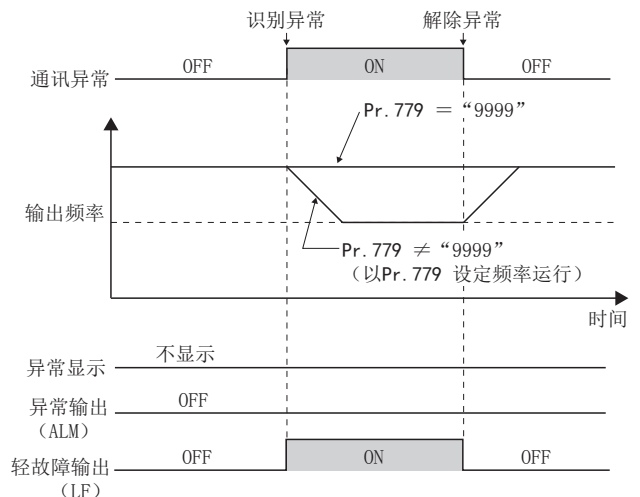 识别异常 解除异常
通讯异常 OFF ON OFF
Pr.779 = “9999”
输出频率
Pr.779 ≠ “9999”
（以Pr.779 设定频率运行）
时间
异常显示 不显示
异常输出 OFF
（ALM）
轻故障输出 OFF ON OFF
（LF）